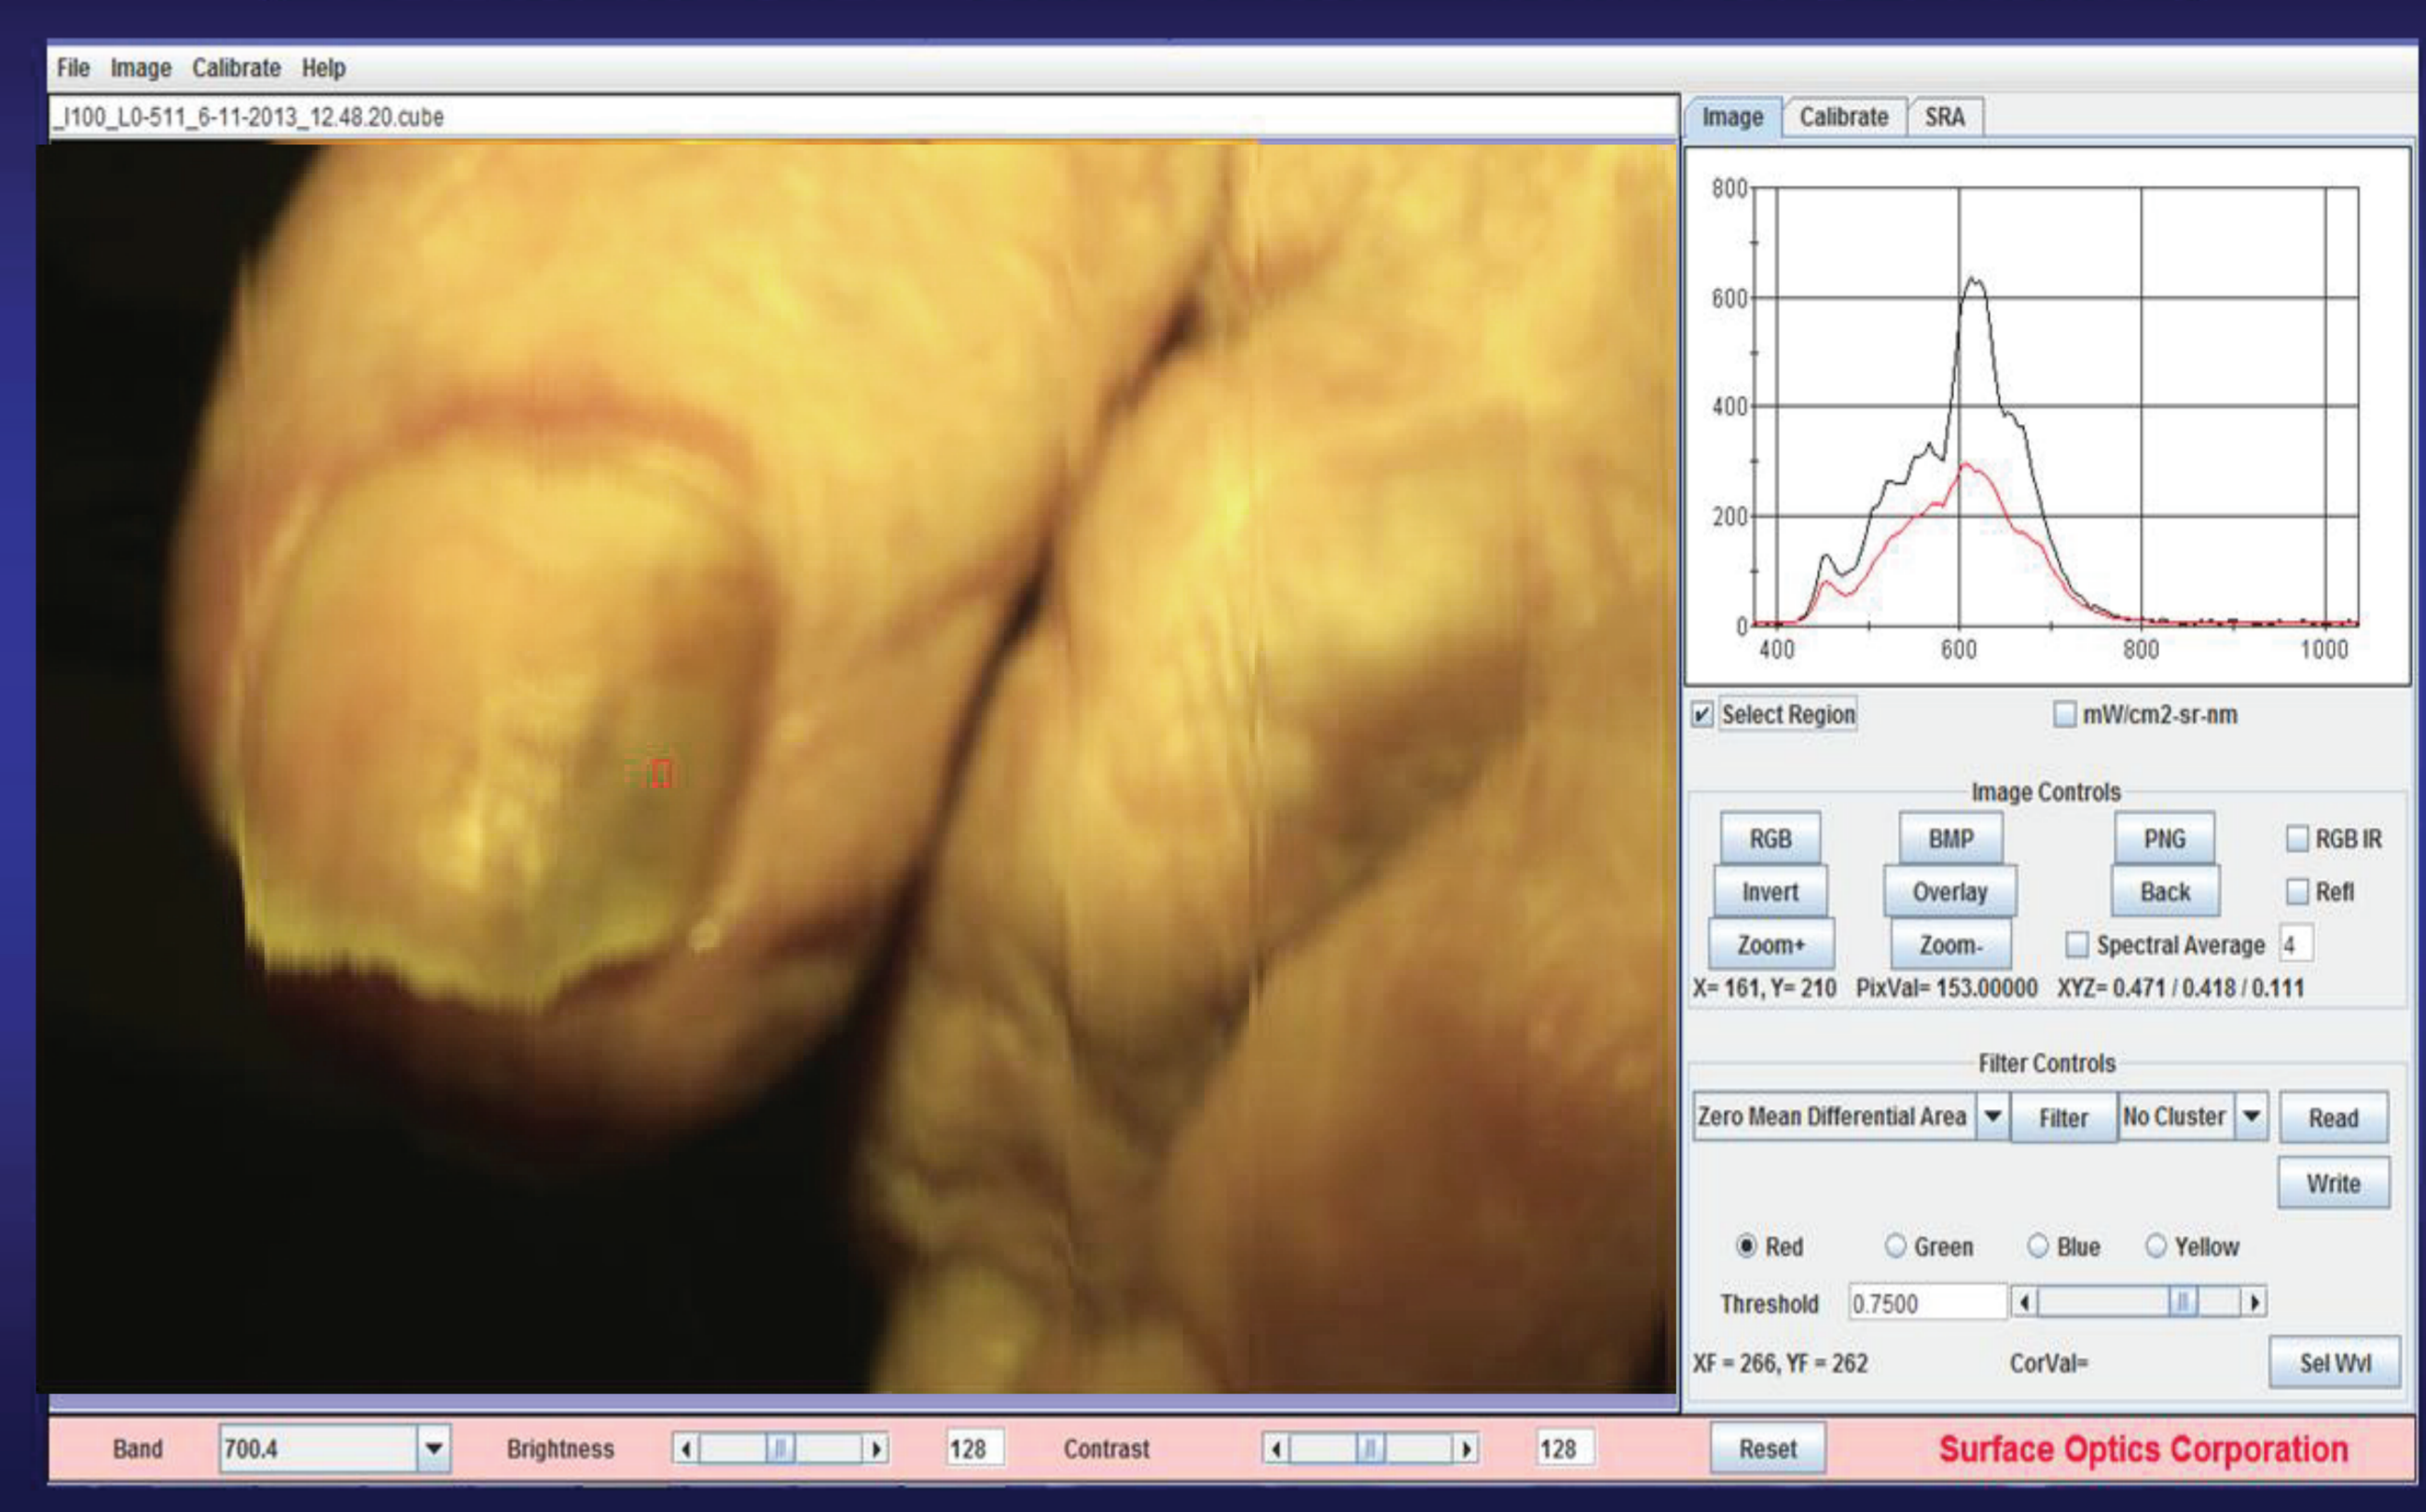 File Image Calibrate Help
_I100_L0-511_6-11-2013_12.48.20.cube
Image Calibrate SRA
800
600
400
200
0
400 600 800 1000
Select Region mW/cm2-sr-nm
Image Controls
RGB BMP PNG RGB IR
Invert Overlay Back Refl
Zoom+ Zoom- Spectral Average 4
X= 161, Y= 210 PixVal= 153.00000 XYZ= 0.471 / 0.418 / 0.111
Filter Controls
Zero Mean Differential Area Filter No Cluster Read
Write
Red Green Blue Yellow
Threshold 0.7500
XF = 266, YF = 262 CorVal= Sel Wvl
Band 700.4 Brightness 128 Contrast 128 Reset Surface Optics Corporation